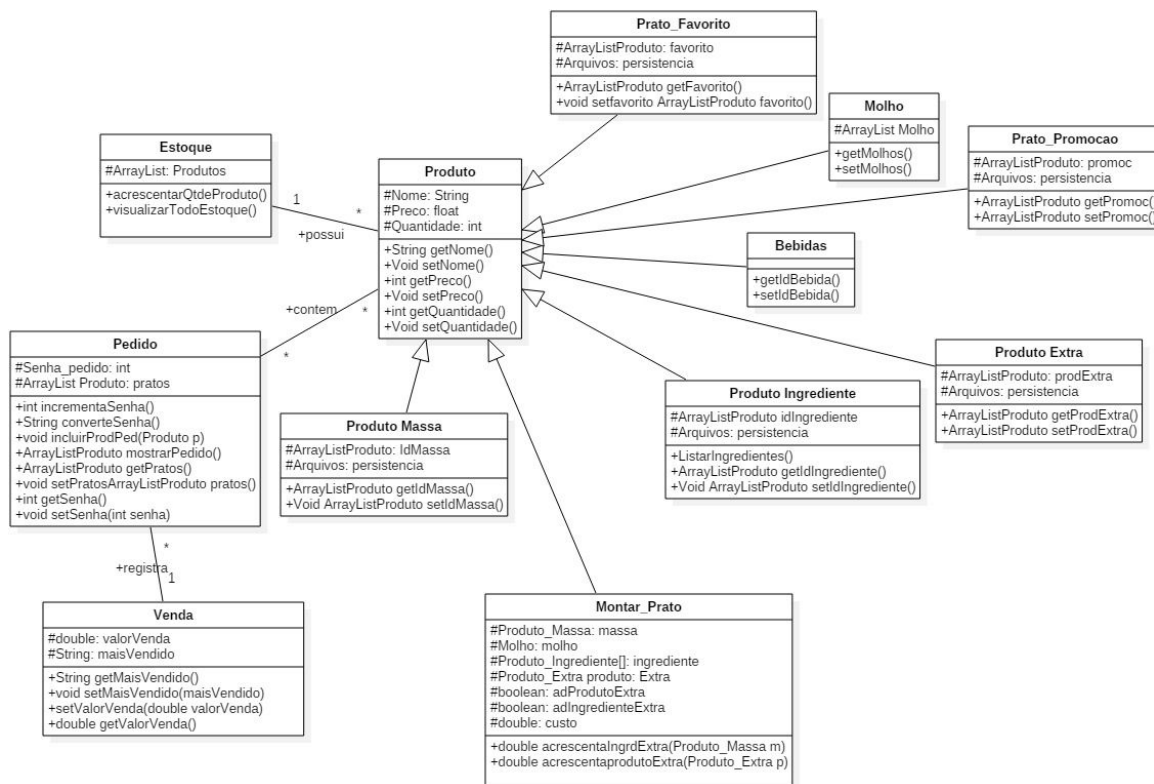 Prato_Favorito
#ArrayListProduto: favorito
#Arquivos: persistencia
+ArrayListProduto getFavorito()
+void setfavorito ArrayListProduto favorito()
Molho
#ArrayList Molho
+getMolhos()
+setMolhos()
Prato_Promocao
#ArrayListProduto: promoc
#Arquivos: persistencia
+ArrayListProduto getPromoc()
+ArrayListProduto setPromoc()
Estoque
#ArrayList: Produtos
+acrescentarQtdeProduto()
+visualizarTodoEstoque()
1
*
+possui
Produto
#Nome: String
#Preco: float
#Quantidade: int
+String getNome()
+Void setNome()
+int getPreco()
+Void setPreco()
+int getQuantidade()
+Void setQuantidade()
Bebidas
+getIdBebida()
+setIdBebida()
+contem
*
*
Pedido
#Senha_pedido: int
#ArrayList Produto: pratos
+int incrementaSenha()
+String converteSenha()
+void incluirProdPed(Produto p)
+ArrayListProduto mostrarPedido()
+ArrayListProduto getPratos()
+void setPratosArrayListProduto pratos()
+int getSenha()
+void setSenha(int senha)
Produto Extra
#ArrayListProduto: prodExtra
#Arquivos: persistencia
+ArrayListProduto getProdExtra()
+ArrayListProduto setProdExtra()
Produto Ingrediente
#ArrayListProduto idIngrediente
#Arquivos: persistencia
+ListarIngredientes()
+ArrayListProduto getIdIngrediente()
+Void ArrayListProduto setIdIngrediente()
Produto Massa
#ArrayListProduto: IdMassa
#Arquivos: persistencia
+ArrayListProduto getIdMassa()
+Void ArrayListProduto setIdMassa()
*
+registra
1
Venda
#double: valorVenda
#String: maisVendido
+String getMaisVendido()
+void setMaisVendido(maisVendido)
+setValorVenda(double valorVenda)
+double getValorVenda()
Montar_Prato
#Produto_Massa: massa
#Molho: molho
#Produto_Ingrediente[]: ingrediente
#Produto_Extra produto: Extra
#boolean: adProdutoExtra
#boolean: adIngredienteExtra
#double: custo
+double acrescentaIngrdExtra(Produto_Massa m)
+double acrescentaprodutoExtra(Produto_Extra p)